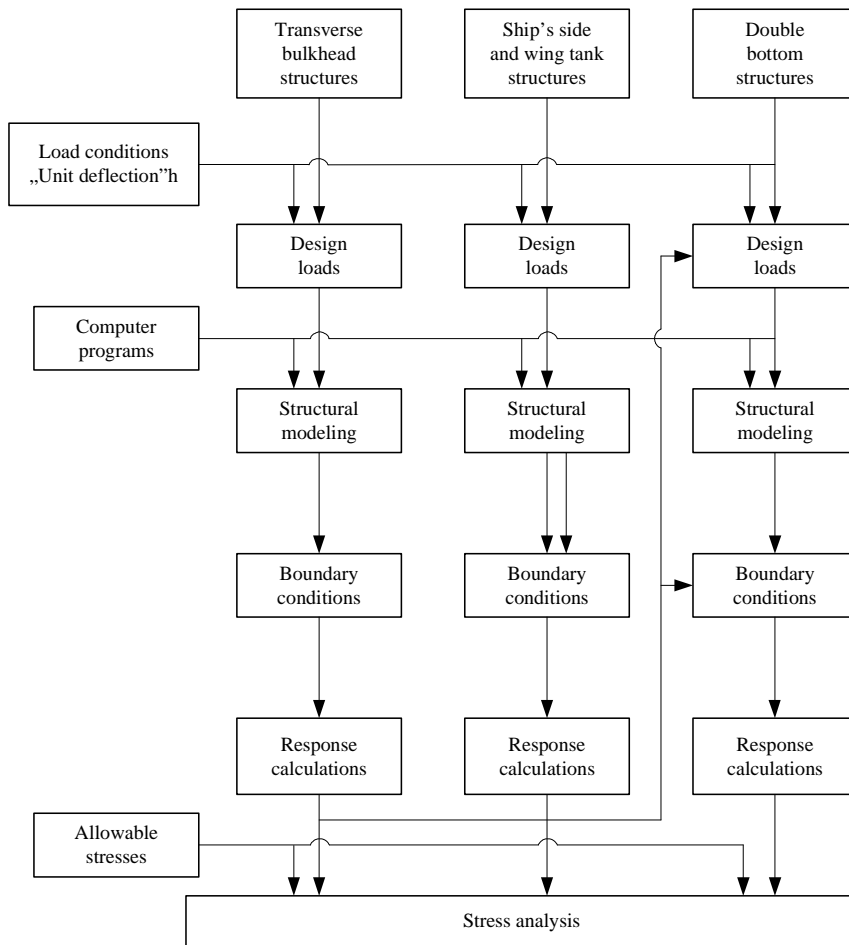 Transverse
bulkhead
structures
Ship's side
and wing tank
structures
Double
bottom
structures
Load conditions
„Unit deflection”h
Design
loads
Design
loads
Design
loads
Computer
programs
Structural
modeling
Structural
modeling
Structural
modeling
Boundary
conditions
Boundary
conditions
Boundary
conditions
Response
calculations
Response
calculations
Response
calculations
Allowable
stresses
Stress analysis